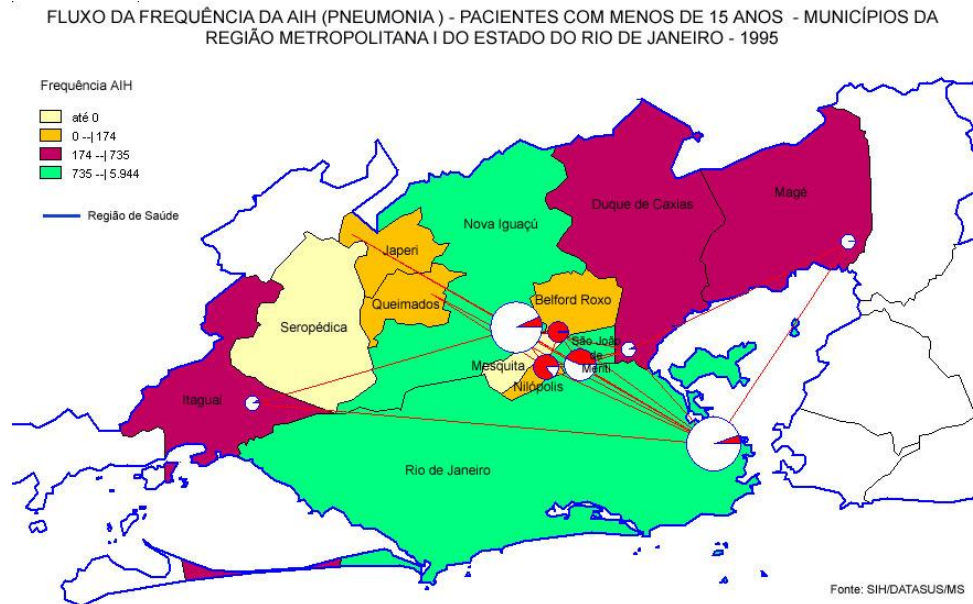 FLUXO DA FREQUÊNCIA DA AIH (PNEUMONIA ) - PACIENTES COM MENOS DE 15 ANOS - MUNICÍPIOS DA
REGIÃO METROPOLITANA I DO ESTADO DO RIO DE JANEIRO - 1995
Frequência AIH
até 0
0 --| 174
174 --| 735
735 --| 5.944
Região de Saúde
Magé
Duque de Caxias
Nova Iguaçú
Japeri
Queimados
Belford Roxo
Seropédica
São João
de
Meriti
Mesquita
Nilópolis
Itaguaí
Rio de Janeiro
Fonte: SIH/DATASUS/MS